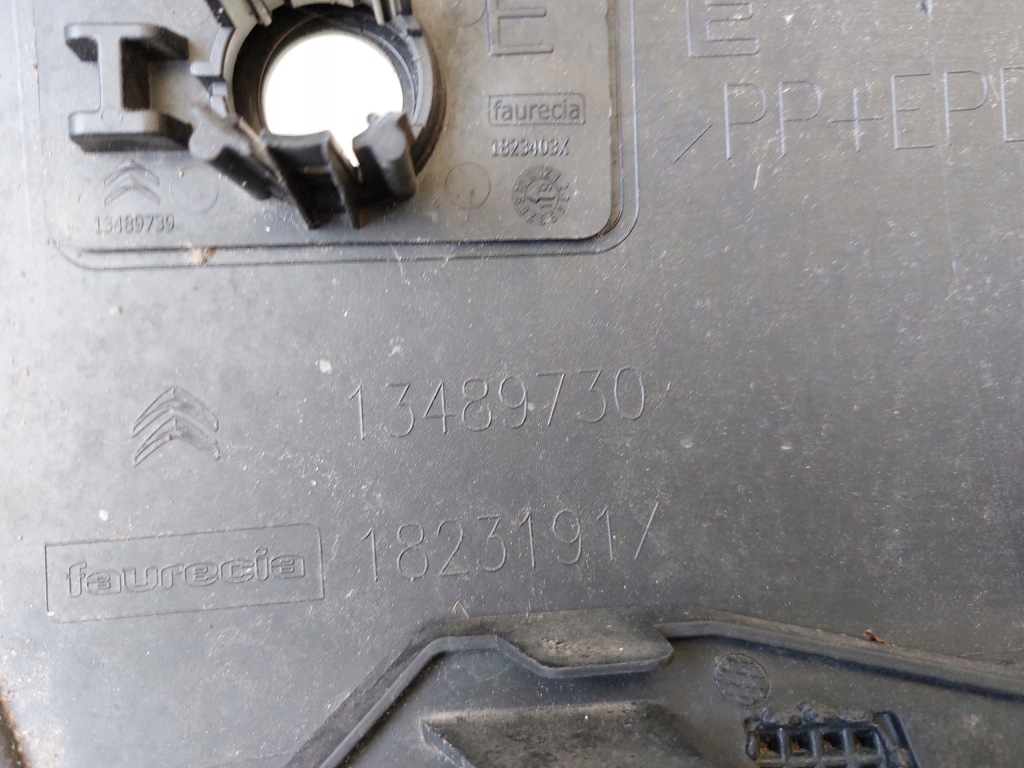 E
E
faurecia
1823403X
13489739
>PP+EPD
13489730
faurecia
1823191X